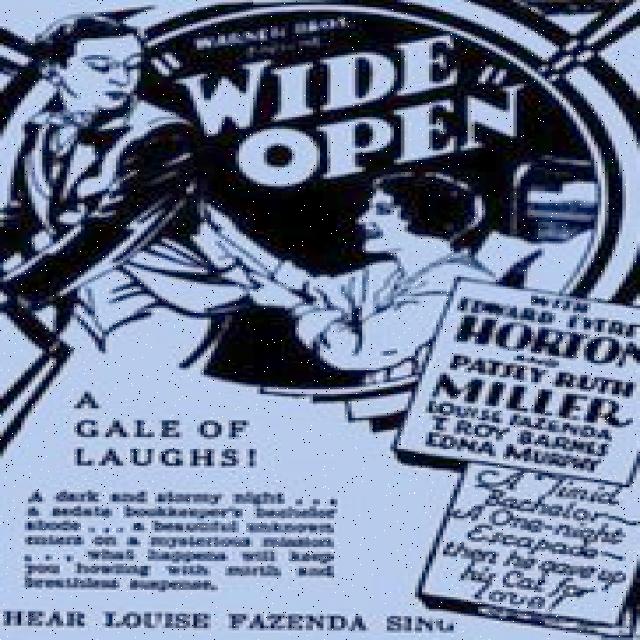 WARNER BROS.
"WIDE
OPEN"
WITH
EDWARD EVERE
HORTON
AND
PATSY RUTH
MILLER
LOUISE FAZENDA
T. ROY BARNES
EDNA MURPHY
A Timid
Bachelor—
A One-night
Escapade—
then he gave up
his Cat for
Love!
A
GALE OF
LAUGHS!
A dark and stormy night . . .
a sedate bookkeeper's bachelor
abode . . . a beautiful unknown
enters on a mysterious mission
. . . what happens will keep
you howling with mirth and
breathless suspense.
HEAR LOUISE FAZENDA SING